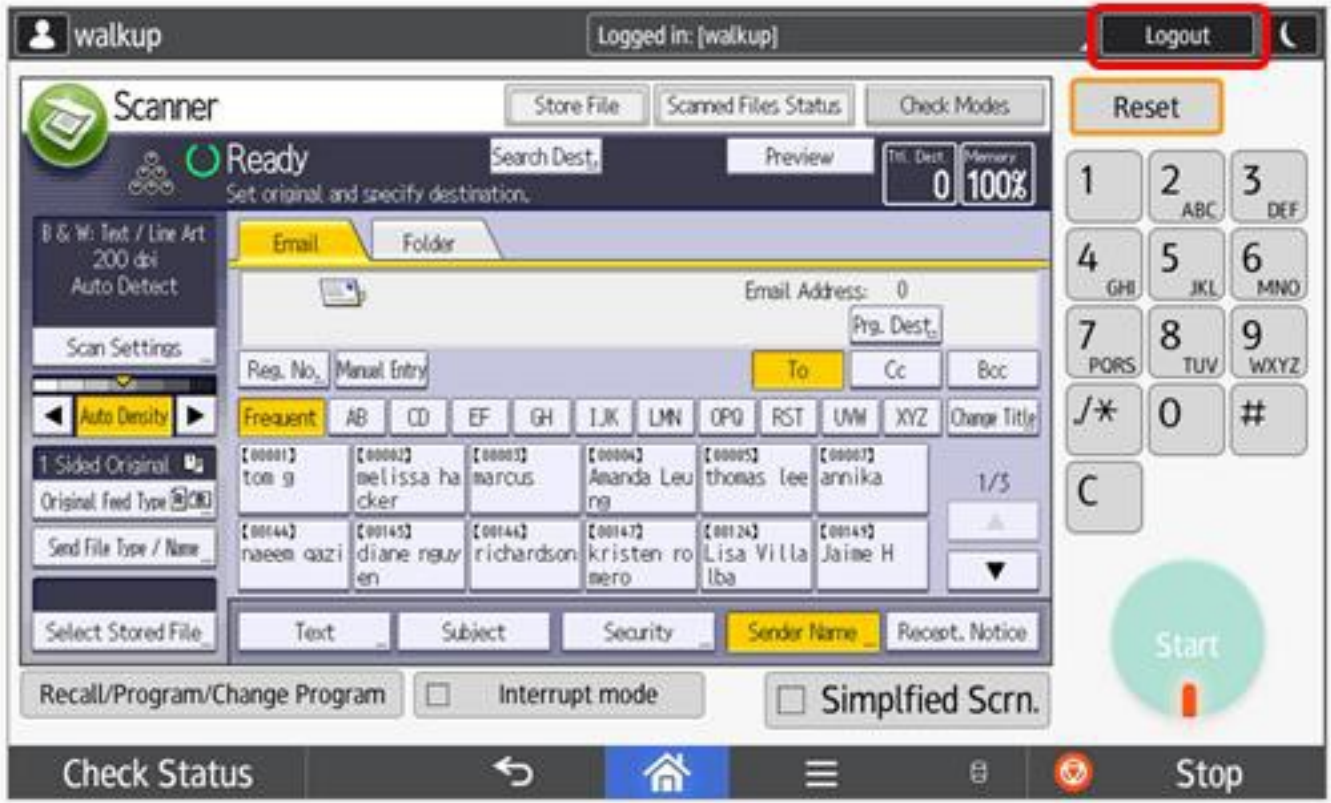 walkup
Logged in: [walkup]
Logout
Scanner
Store File
Scanned Files Status
Check Modes
Reset
Ready
Search Dest.
Preview
Ttl. Dest.
0
Memory
100%
Set original and specify destination.
B & W: Text / Line Art
200 dpi
Auto Detect
Scan Settings
Auto Density
1 Sided Original
Original Feed Type
Send File Type / Name
Select Stored File
Email
Folder
Email Address: 0
Prg. Dest.
Reg. No.
Manual Entry
To
Cc
Bcc
Frequent
AB
CD
EF
GH
IJK
LMN
OPQ
RST
UVW
XYZ
Change Title
[00001]
tom g
[00002]
melissa ha
cker
[00003]
marcus
[00004]
Amanda Leu
ng
[00005]
thomas lee
[00007]
annika
1/3
[00144]
naeem qazi
[00145]
diane nguy
en
[00146]
richardson
[00147]
kristen ro
mero
[00124]
Lisa Villa
lba
[00149]
Jaime H
Text
Subject
Security
Sender Name
Recept. Notice
1
2 ABC
3 DEF
4 GHI
5 JKL
6 MNO
7 PQRS
8 TUV
9 WXYZ
./*
0
#
C
Start
Recall/Program/Change Program
Interrupt mode
Simplfied Scrn.
Check Status
Stop